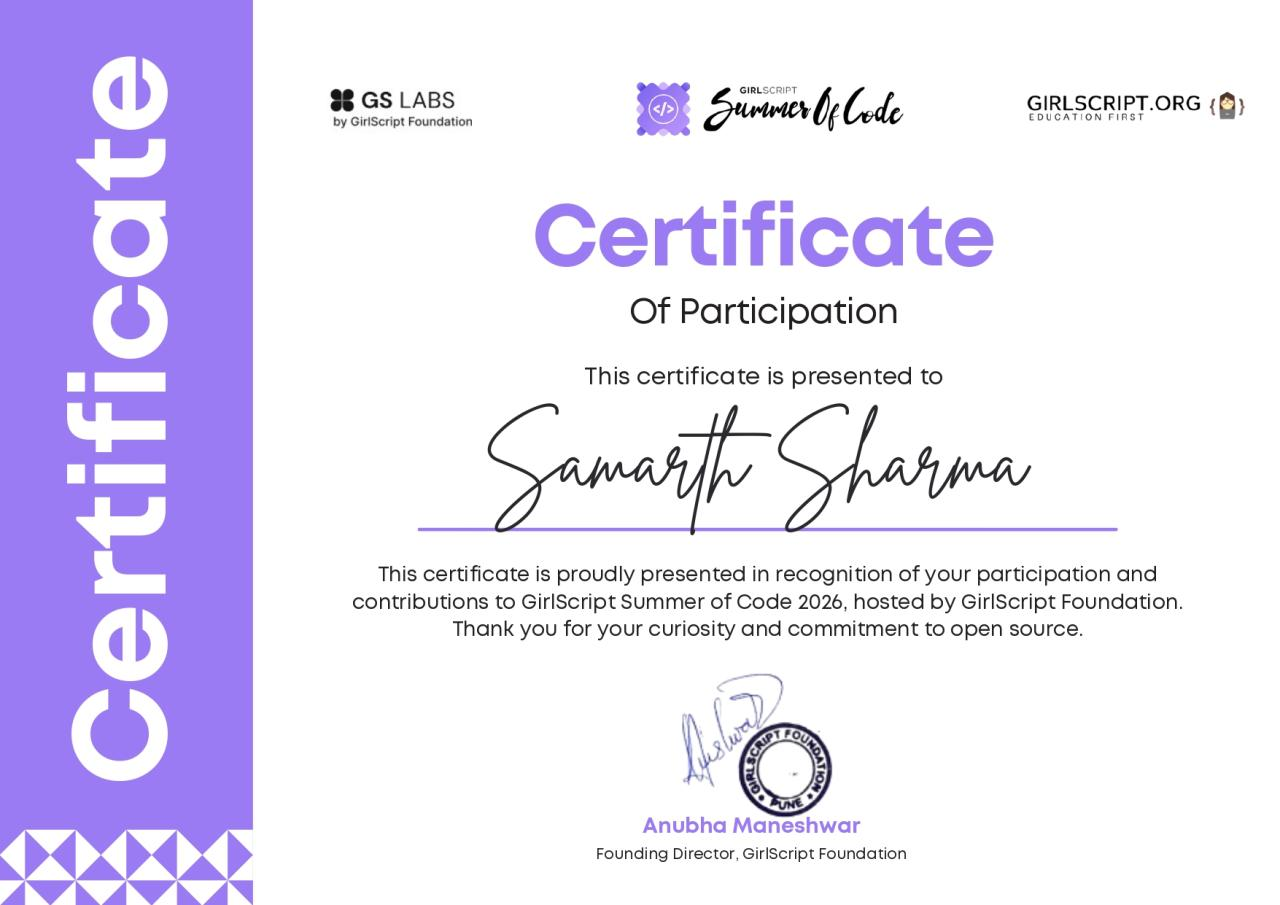 Certificate
GS LABS
by GirlScript Foundation
GIRLSCRIPT
Summer Of Code
</>
GIRLSCRIPT.ORG
EDUCATION FIRST
Certificate
Of Participation
This certificate is presented to
Samarth Sharma
This certificate is proudly presented in recognition of your participation and
contributions to GirlScript Summer of Code 2026, hosted by GirlScript Foundation.
Thank you for your curiosity and commitment to open source.
GIRLSCRIPT FOUNDATION
PUNE
Anubha Maneshwar
Founding Director, GirlScript Foundation